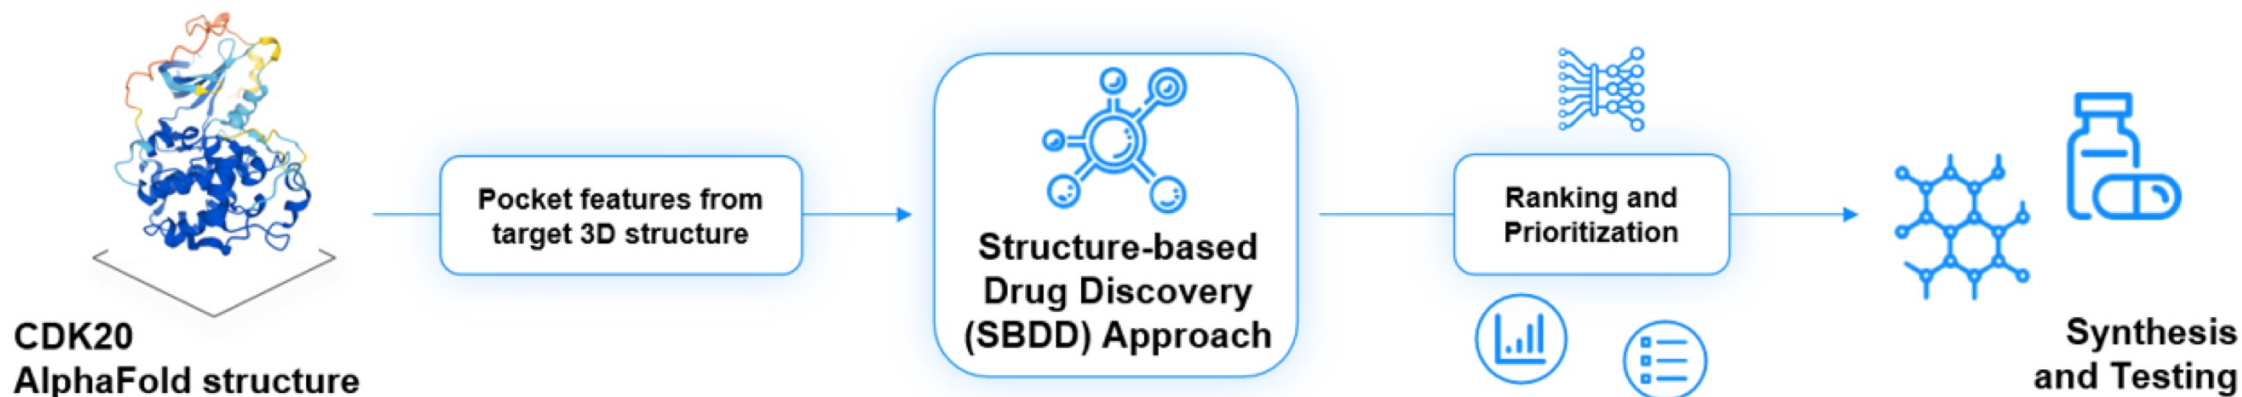 CDK20
AlphaFold structure
Pocket features from
target 3D structure
Structure-based
Drug Discovery
(SBDD) Approach
Ranking and
Prioritization
Synthesis
and Testing